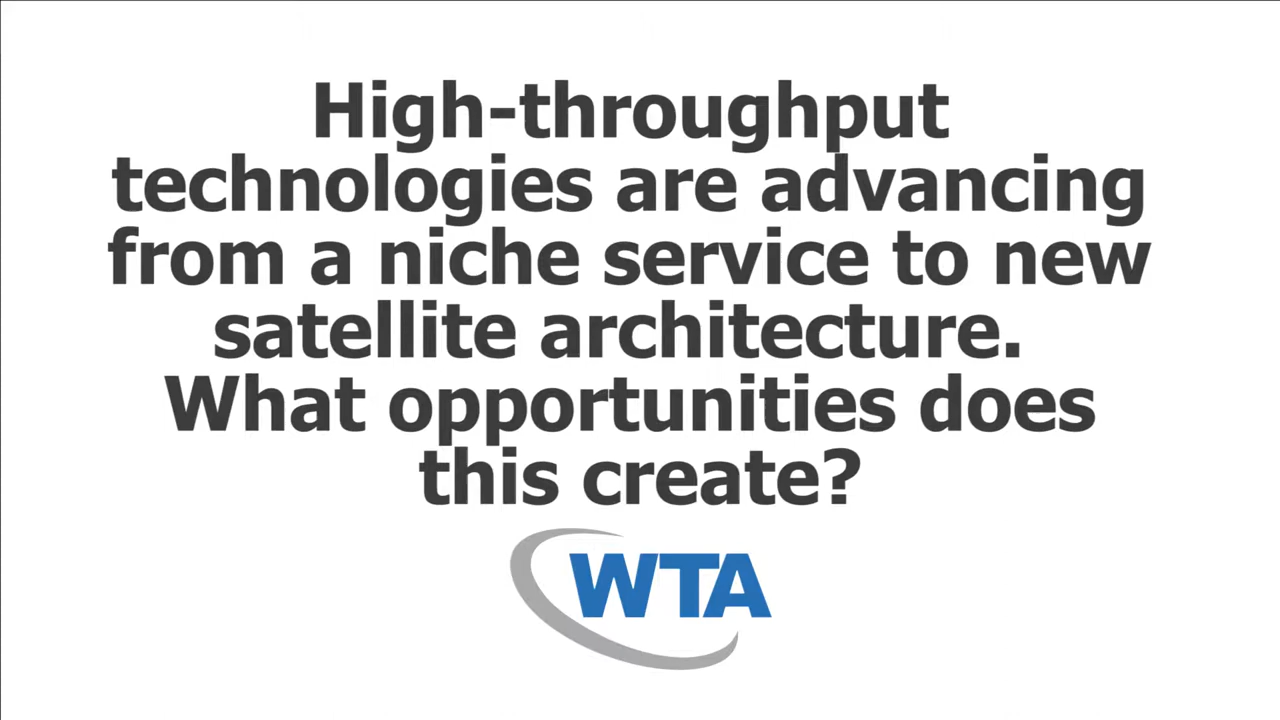 High-throughput
technologies are advancing
from a niche service to new
satellite architecture.
What opportunities does
this create?
WTA